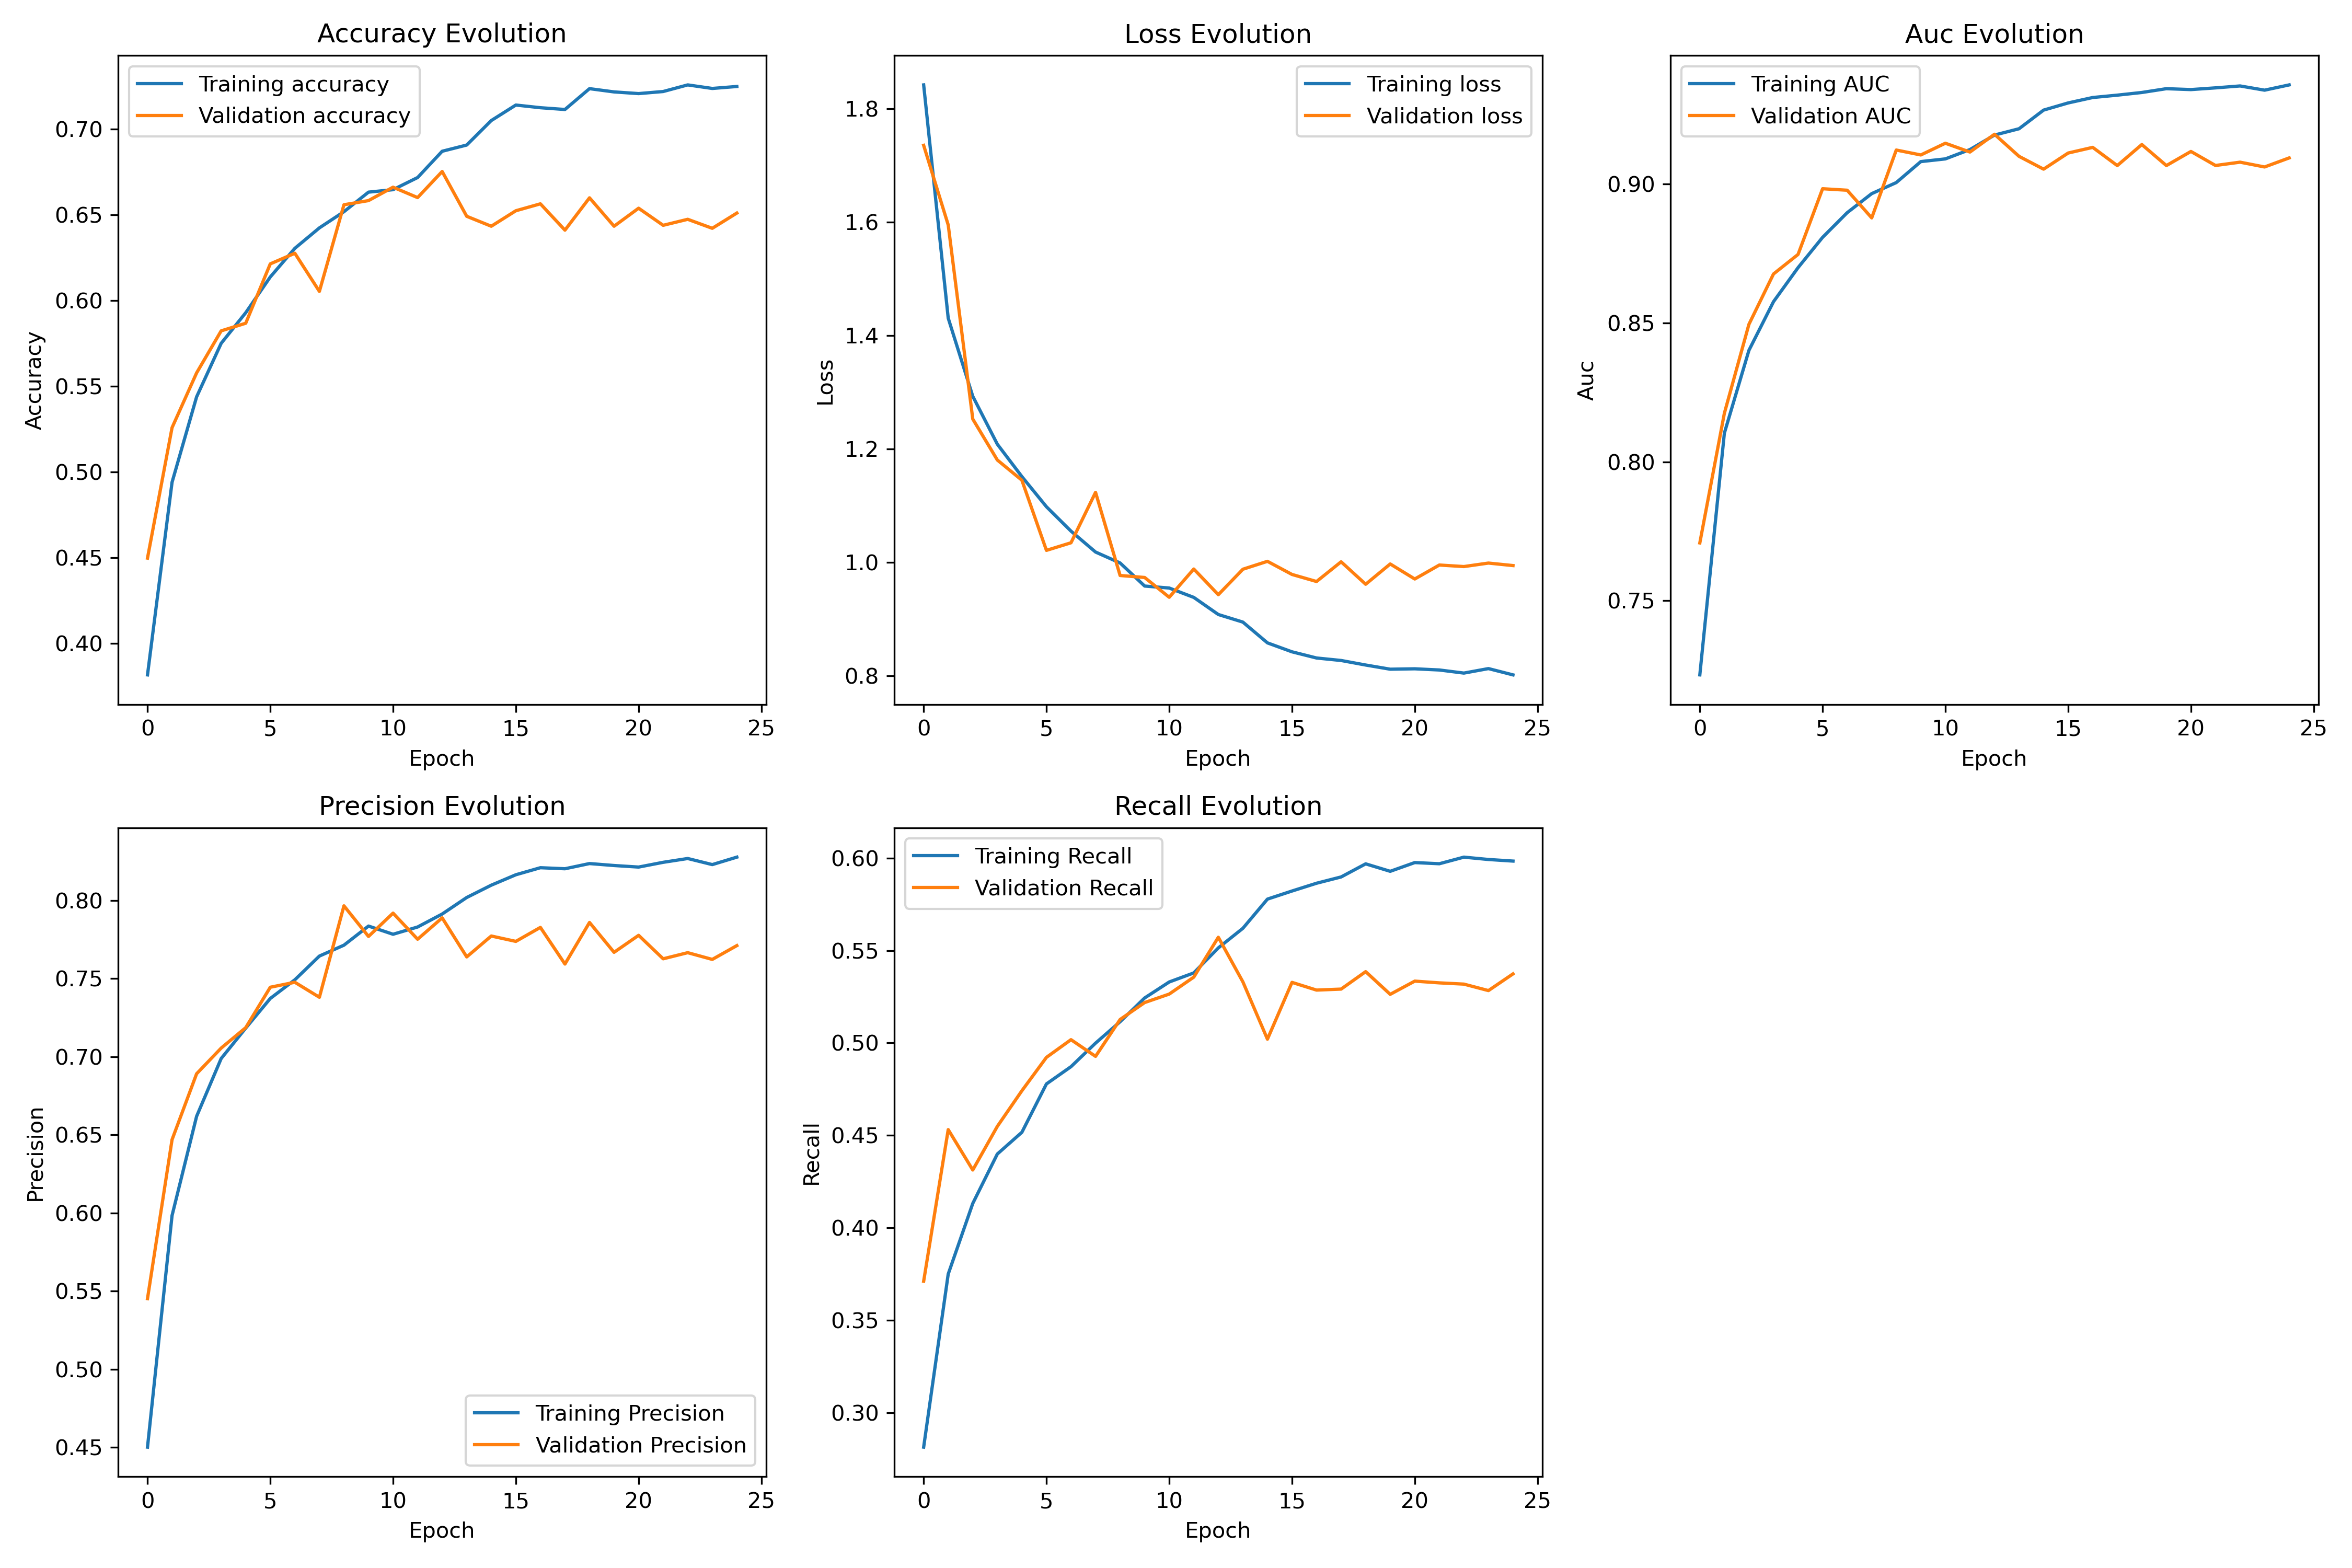 Accuracy Evolution
Training accuracy
Validation accuracy
0.70
0.65
0.60
0.55
0.50
0.45
0.40
Accuracy
0 5 10 15 20 25
Epoch
Loss Evolution
Training loss
Validation loss
1.8
1.6
1.4
1.2
1.0
0.8
Loss
0 5 10 15 20 25
Epoch
Auc Evolution
Training AUC
Validation AUC
0.90
0.85
0.80
0.75
Auc
0 5 10 15 20 25
Epoch
Precision Evolution
0.80
0.75
0.70
0.65
0.60
0.55
0.50
0.45
Precision
Training Precision
Validation Precision
0 5 10 15 20 25
Epoch
Recall Evolution
Training Recall
Validation Recall
0.60
0.55
0.50
0.45
0.40
0.35
0.30
Recall
0 5 10 15 20 25
Epoch